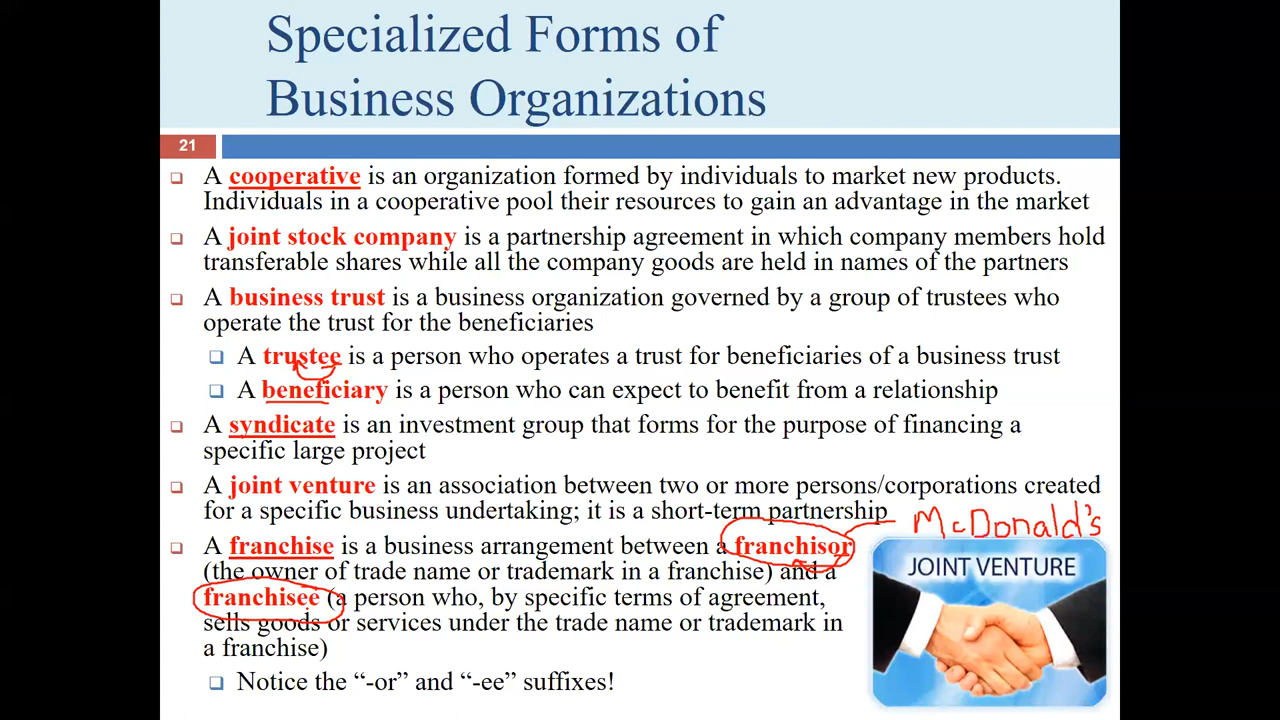 Specialized Forms of
Business Organizations
21
A cooperative is an organization formed by individuals to market new products.
Individuals in a cooperative pool their resources to gain an advantage in the market
A joint stock company is a partnership agreement in which company members hold
transferable shares while all the company goods are held in names of the partners
A business trust is a business organization governed by a group of trustees who
operate the trust for the beneficiaries
A trustee is a person who operates a trust for beneficiaries of a business trust
A beneficiary is a person who can expect to benefit from a relationship
A syndicate is an investment group that forms for the purpose of financing a
specific large project
A joint venture is an association between two or more persons/corporations created
for a specific business undertaking; it is a short-term partnership
McDonald's
A franchise is a business arrangement between a franchisor
(the owner of trade name or trademark in a franchise) and a
franchisee (a person who, by specific terms of agreement,
sells goods or services under the trade name or trademark in
a franchise)
JOINT VENTURE
Notice the “-or” and “-ee” suffixes!